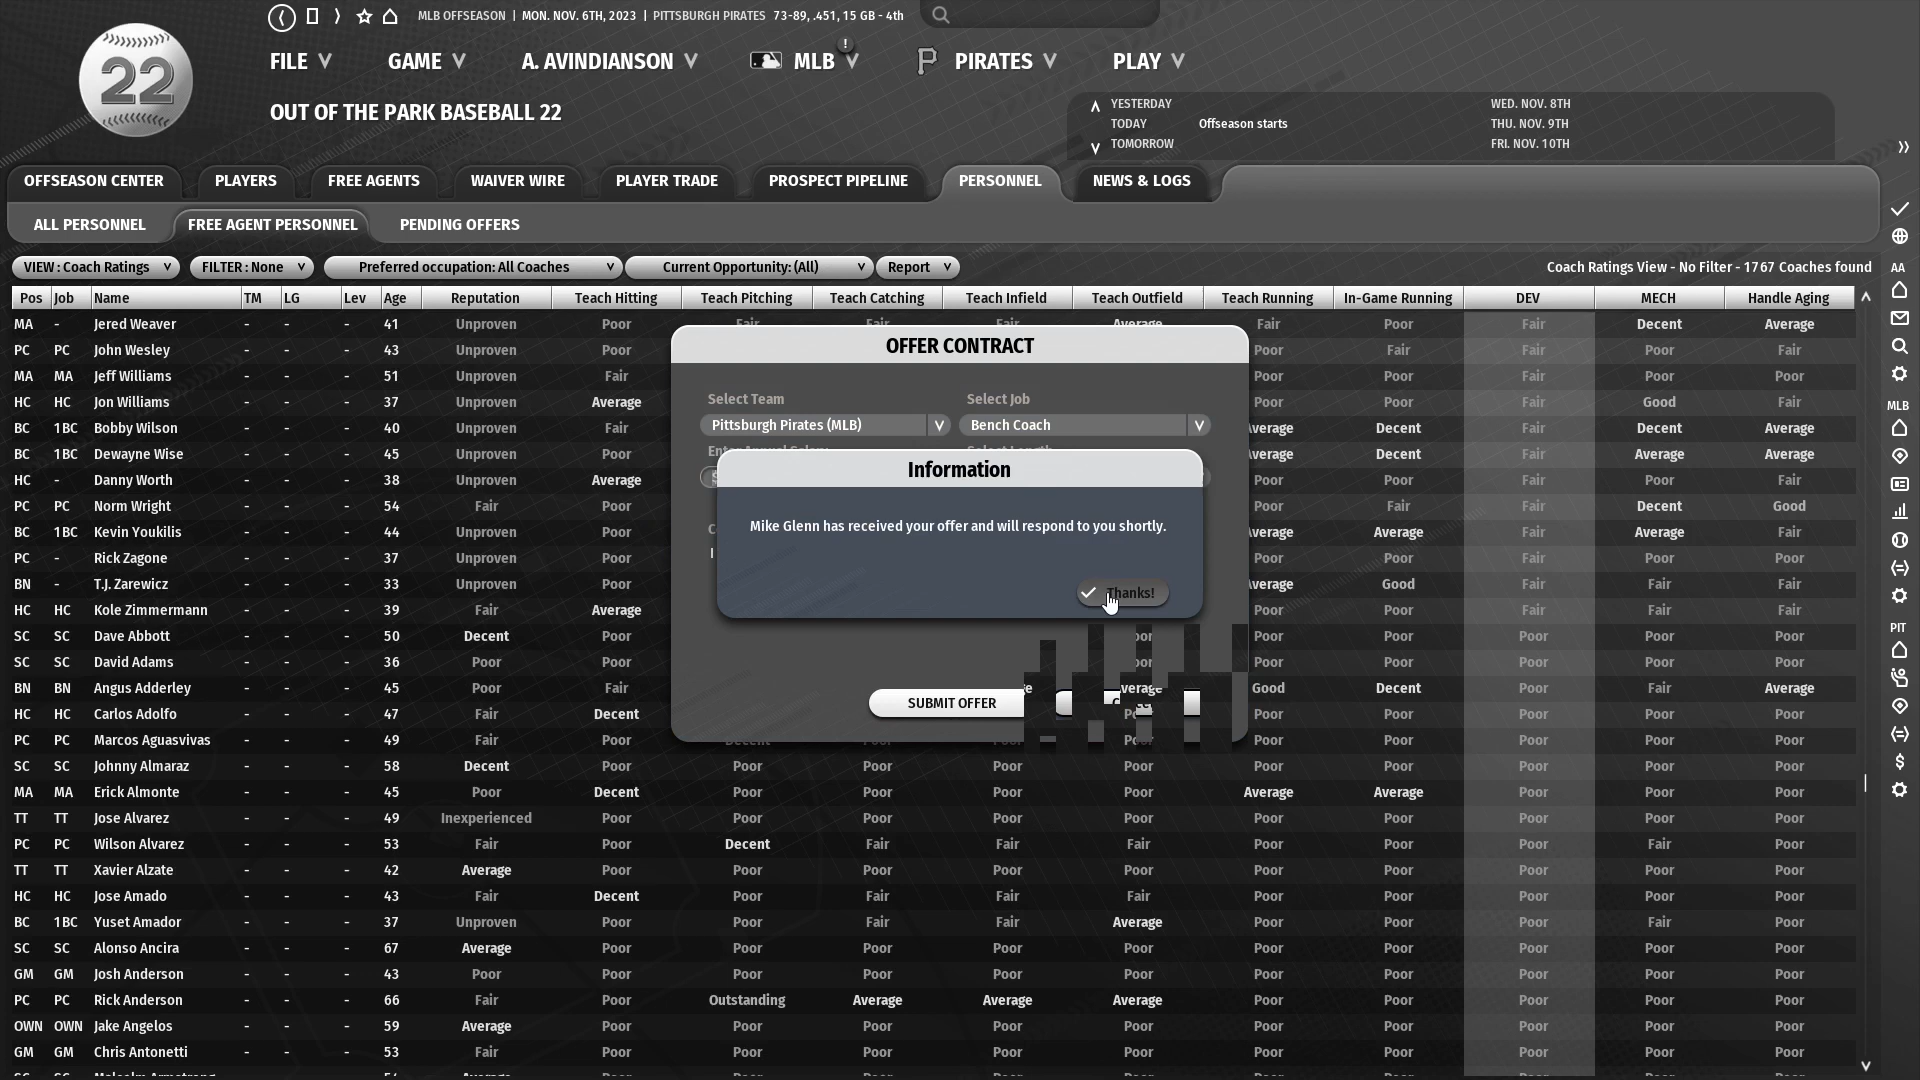 MLB OFFSEASON | MON. NOV. 6TH, 2023 | PITTSBURGH PIRATES 73-89, .451, 15 GB - 4th
22
FILE GAME A. AVINDIANSON MLB ! PIRATES PLAY
OUT OF THE PARK BASEBALL 22
YESTERDAY WED. NOV. 8TH
TODAY Offseason starts THU. NOV. 9TH
TOMORROW FRI. NOV. 10TH
OFFSEASON CENTER PLAYERS FREE AGENTS WAIVER WIRE PLAYER TRADE PROSPECT PIPELINE PERSONNEL NEWS & LOGS
ALL PERSONNEL FREE AGENT PERSONNEL PENDING OFFERS
VIEW : Coach Ratings FILTER : None Preferred occupation: All Coaches Current Opportunity: (All) Report Coach Ratings View - No Filter - 1767 Coaches found
Pos Job Name TM LG Lev Age Reputation Teach Hitting Teach Pitching Teach Catching Teach Infield Teach Outfield Teach Running In-Game Running DEV MECH Handle Aging
MA - Jered Weaver - - - 41 Unproven Poor Fair Fair Fair Average Fair Poor Fair Decent Average
PC PC John Wesley - - - 43 Unproven Poor Poor Fair Fair Poor Fair
MA MA Jeff Williams - - - 51 Unproven Fair Poor Poor Fair Poor Poor
HC HC Jon Williams - - - 37 Unproven Average Poor Poor Fair Good Fair
BC 1BC Bobby Wilson - - - 40 Unproven Fair Average Decent Fair Decent Average
BC 1BC Dewayne Wise - - - 45 Unproven Poor Average Decent Fair Average Average
HC - Danny Worth - - - 38 Unproven Average Poor Poor Fair Poor Fair
PC PC Norm Wright - - - 54 Fair Poor Poor Fair Fair Decent Good
BC 1BC Kevin Youkilis - - - 44 Unproven Poor Average Average Fair Average Fair
PC - Rick Zagone - - - 37 Unproven Poor Poor Poor Fair Poor Poor
BN - T.J. Zarewicz - - - 33 Unproven Poor Average Good Fair Fair Fair
HC HC Kole Zimmermann - - - 39 Fair Average Poor Poor Fair Fair Fair
SC SC Dave Abbott - - - 50 Decent Poor Poor Poor Poor Poor Poor Poor
SC SC David Adams - - - 36 Poor Poor Poor Poor Poor Poor Poor Poor
BN BN Angus Adderley - - - 45 Poor Fair Average Good Decent Poor Fair Average
HC HC Carlos Adolfo - - - 47 Fair Decent Poor Poor Poor Poor Poor
PC PC Marcos Aguasvivas - - - 49 Fair Poor Decent Poor Poor Poor Poor Poor Poor Poor Poor
SC SC Johnny Almaraz - - - 58 Decent Poor Poor Poor Poor Poor Poor Poor Poor Poor Poor
MA MA Erick Almonte - - - 45 Poor Decent Poor Poor Poor Poor Average Average Poor Poor Poor
TT TT Jose Alvarez - - - 49 Inexperienced Poor Poor Poor Poor Poor Poor Poor Poor Poor Poor
PC PC Wilson Alvarez - - - 53 Fair Poor Decent Fair Fair Fair Poor Poor Poor Fair Poor
TT TT Xavier Alzate - - - 42 Average Poor Poor Poor Poor Poor Poor Poor Poor Poor Poor
HC HC Jose Amado - - - 43 Fair Decent Poor Fair Fair Fair Poor Poor Poor Poor Poor
BC 1BC Yuset Amador - - - 37 Unproven Poor Poor Fair Fair Average Poor Poor Poor Fair Poor
SC SC Alonso Ancira - - - 67 Average Poor Poor Poor Poor Poor Poor Poor Poor Poor Poor
GM GM Josh Anderson - - - 43 Poor Poor Poor Poor Poor Poor Poor Poor Poor Poor Poor
PC PC Rick Anderson - - - 66 Fair Poor Outstanding Average Average Average Poor Poor Poor Poor Poor
OWN OWN Jake Angelos - - - 59 Average Poor Poor Poor Poor Poor Poor Poor Poor Poor Poor
GM GM Chris Antonetti - - - 53 Fair Poor Poor Poor Poor Poor Poor Poor Poor Poor Poor
OFFER CONTRACT
Select Team Select Job
Pittsburgh Pirates (MLB) Bench Coach
Information
Mike Glenn has received your offer and will respond to you shortly.
Thanks!
SUBMIT OFFER
AA
MLB
PIT